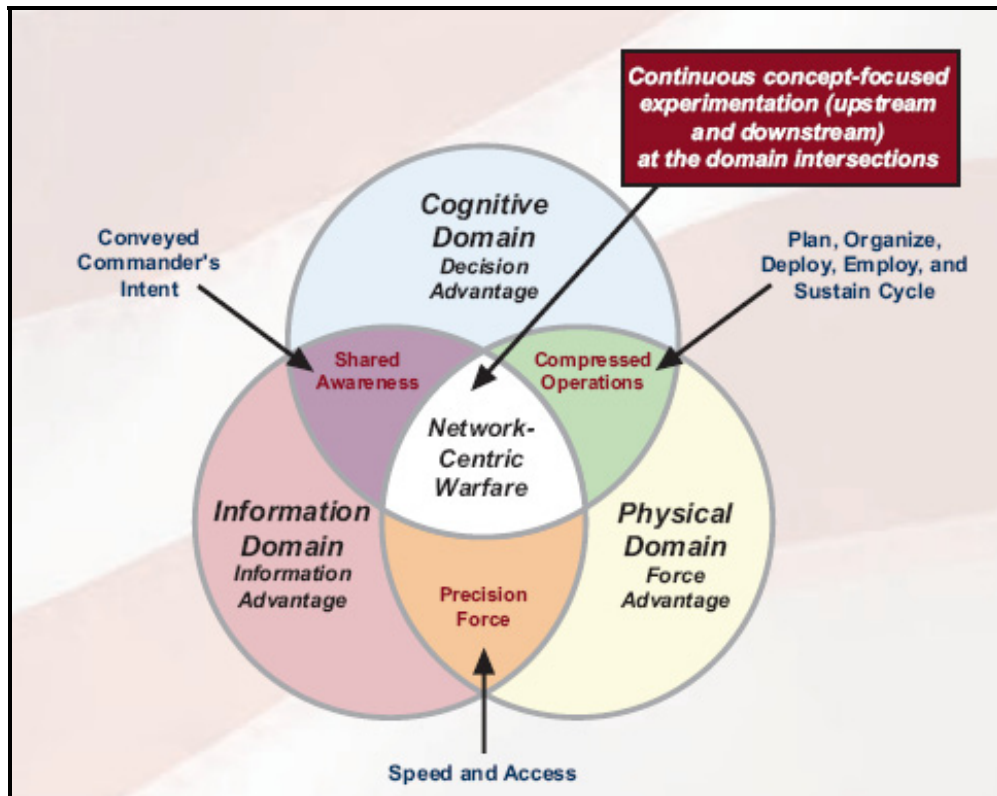 Continuous concept-focused
experimentation (upstream
and downstream)
at the domain intersections
Cognitive
Domain
Decision
Advantage
Conveyed
Commander's
Intent
Plan, Organize,
Deploy, Employ, and
Sustain Cycle
Shared
Awareness
Compressed
Operations
Network-
Centric
Warfare
Information
Domain
Information
Advantage
Physical
Domain
Force
Advantage
Precision
Force
Speed and Access